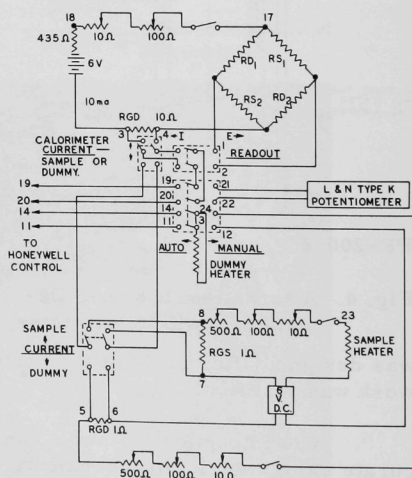 18
17
435Ω
10Ω
100Ω
RD1
RS1
6V
RS2
RD2
10 ma
RGD
10Ω
3
4
I
E
1
CALORIMETER
CURRENT
SAMPLE OR
DUMMY.
READOUT
2
19
19
21
L & N TYPE K
POTENTIOMETER
20
20
24
22
14
14
3
11
11
12
TO
HONEYWELL
CONTROL
AUTO
MANUAL
DUMMY
HEATER
8
23
500Ω
100Ω
10Ω
SAMPLE
CURRENT
DUMMY
RGS 1Ω
SAMPLE
HEATER
7
6
V.
D.C.
5
6
RGD 1Ω
500Ω
100Ω
10Ω